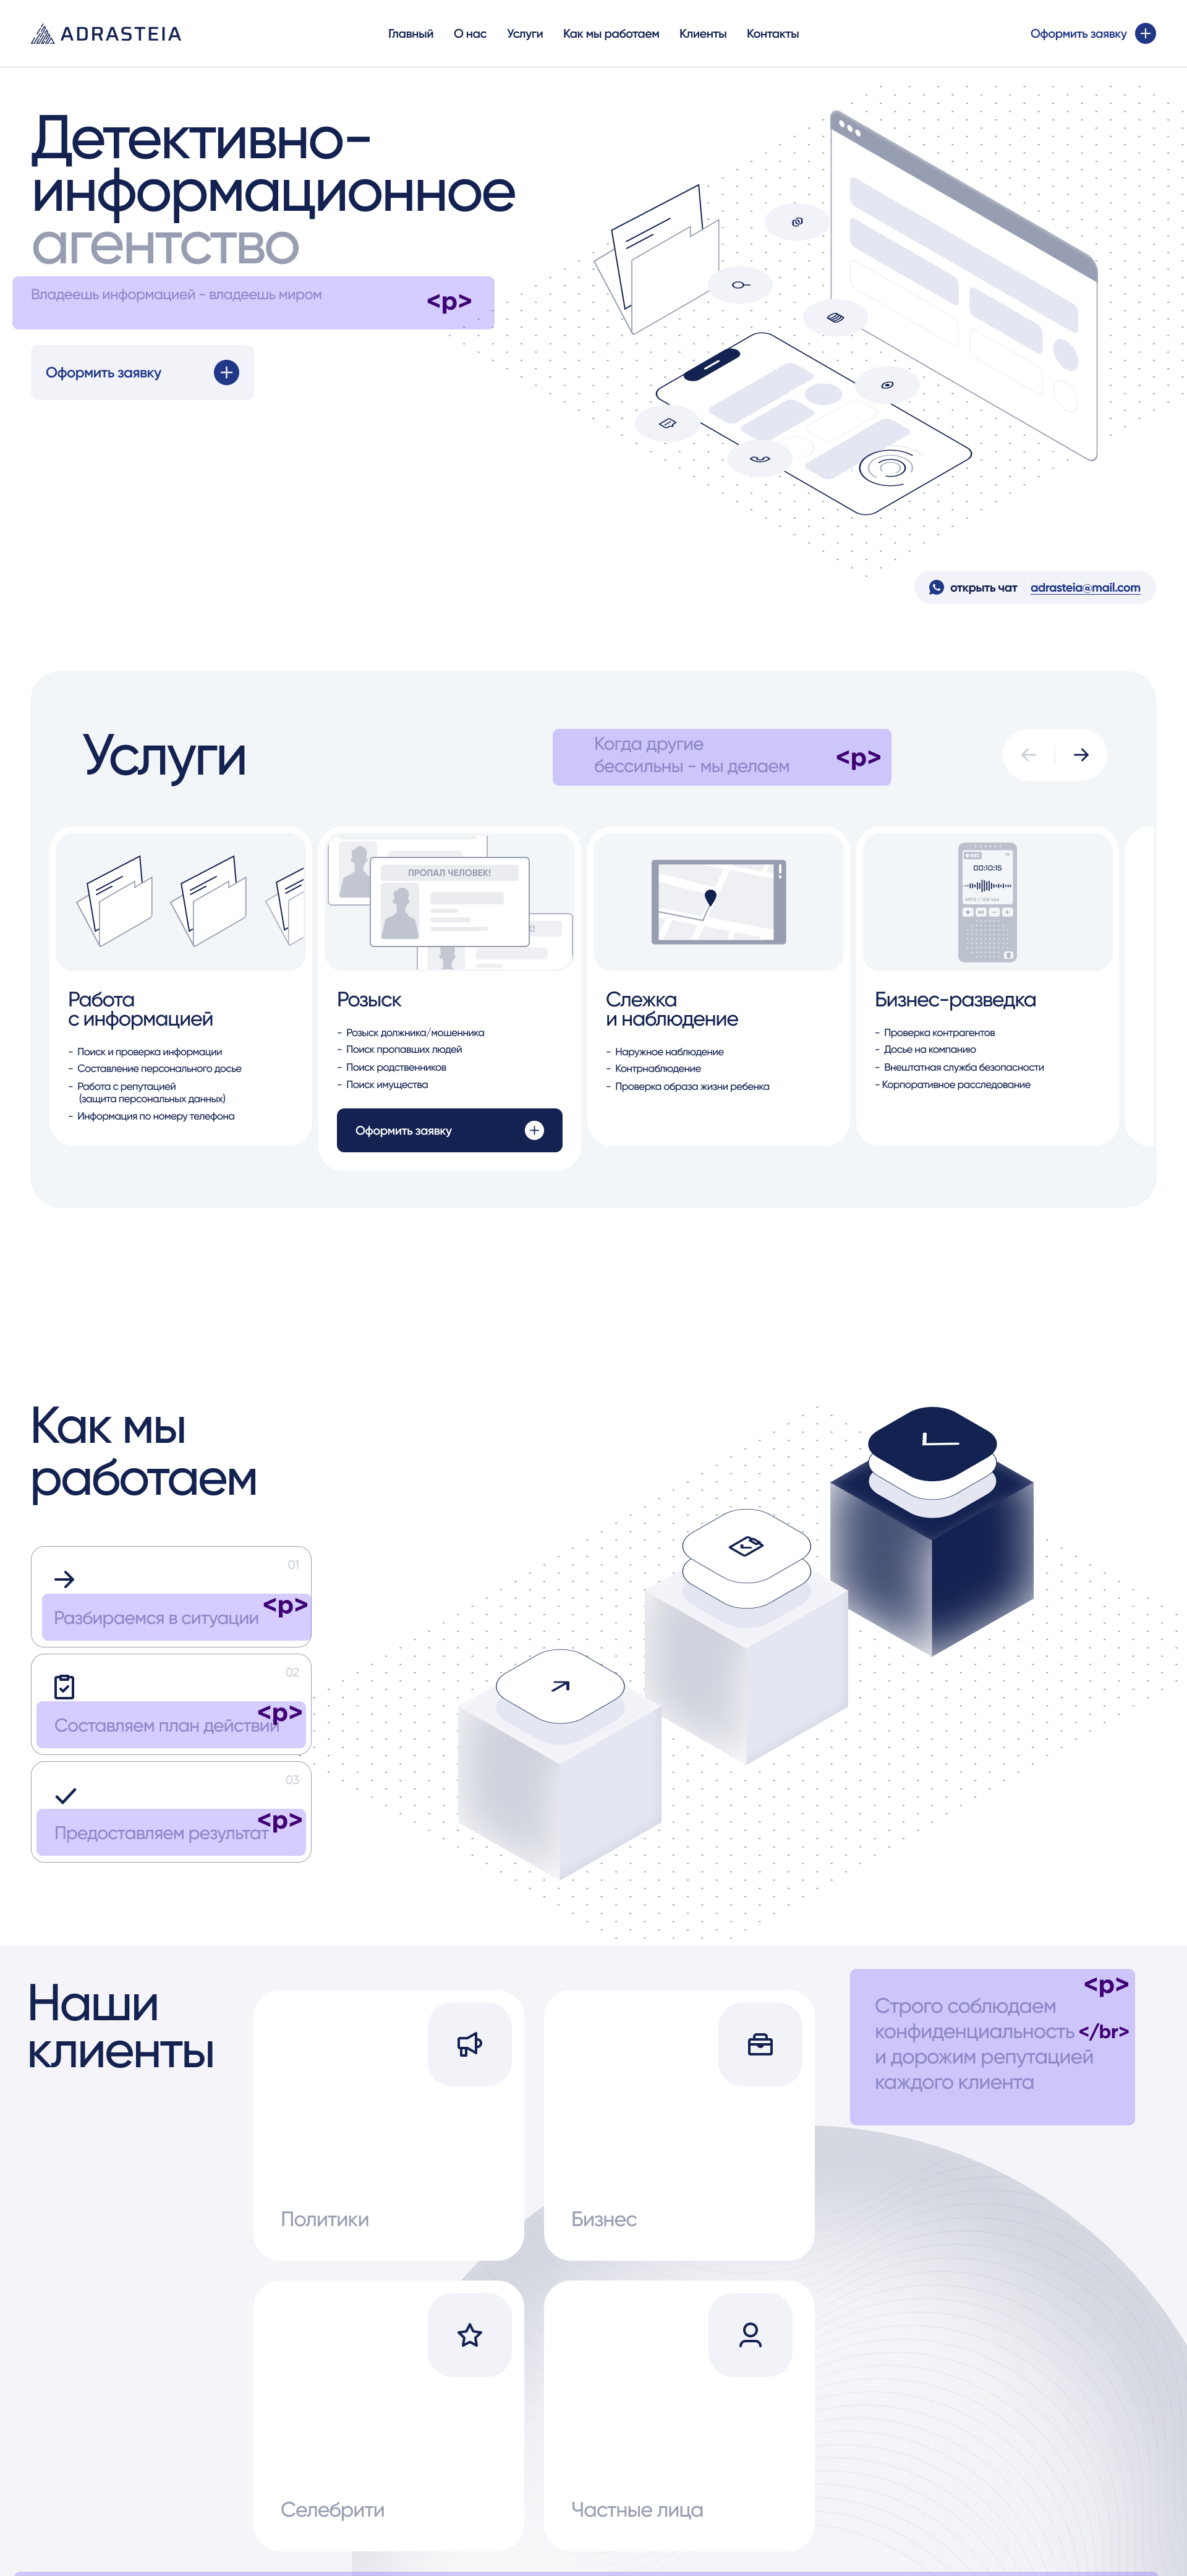 ADRASTEIA
Главный
О нас
Услуги
Как мы работаем
Клиенты
Контакты
Оформить заявку
Детективно-
информационное
агентство
Владеешь информацией - владеешь миром
<p>
Оформить заявку
открыть чат
adrasteia@mail.com
Услуги
Когда другие
бессильны - мы делаем
<p>
Работа
с информацией
- Поиск и проверка информации
- Составление персонального досье
- Работа с репутацией
(защита персональных данных)
- Информация по номеру телефона
ПРОПАЛ ЧЕЛОВЕК!
Розыск
- Розыск должника/мошенника
- Поиск пропавших людей
- Поиск родственников
- Поиск имущества
Оформить заявку
Слежка
и наблюдение
- Наружное наблюдение
- Контрнаблюдение
- Проверка образа жизни ребенка
REC
00:10:15
Бизнес-разведка
- Проверка контрагентов
- Досье на компанию
- Внештатная служба безопасности
- Корпоративное расследование
Как мы
работаем
01
Разбираемся в ситуации
<p>
02
Составляем план действий
<p>
03
Предоставляем результат
<p>
Наши
клиенты
Политики
Бизнес
Селебрити
Частные лица
<p>
Строго соблюдаем
конфиденциальность </br>
и дорожим репутацией
каждого клиента